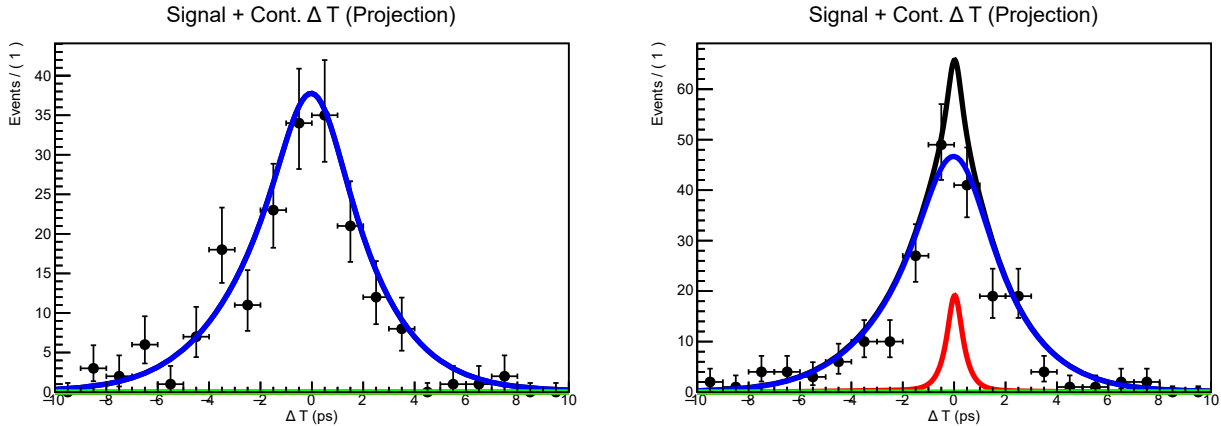 Signal + Cont. Δ T (Projection)
Events / ( 1 )
40
35
30
25
20
15
10
5
0
−10 −8 −6 −4 −2 0 2 4 6 8 10
Δ T (ps)
Signal + Cont. Δ T (Projection)
Events / ( 1 )
60
50
40
30
20
10
0
−10 −8 −6 −4 −2 0 2 4 6 8 10
Δ T (ps)